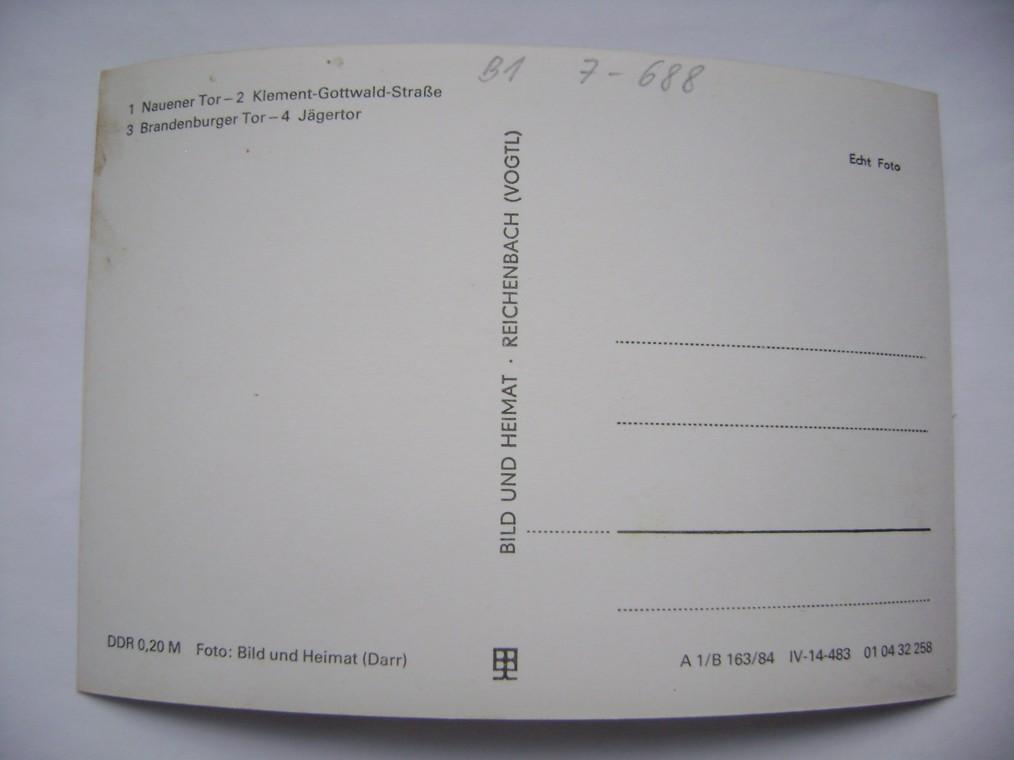 B1 7-688
1 Nauener Tor – 2 Klement-Gottwald-Straße
3 Brandenburger Tor – 4 Jägertor
Echt Foto
BILD UND HEIMAT · REICHENBACH (VOGTL)
DDR 0,20 M Foto: Bild und Heimat (Darr)
A 1/B 163/84 IV-14-483 01 04 32 258